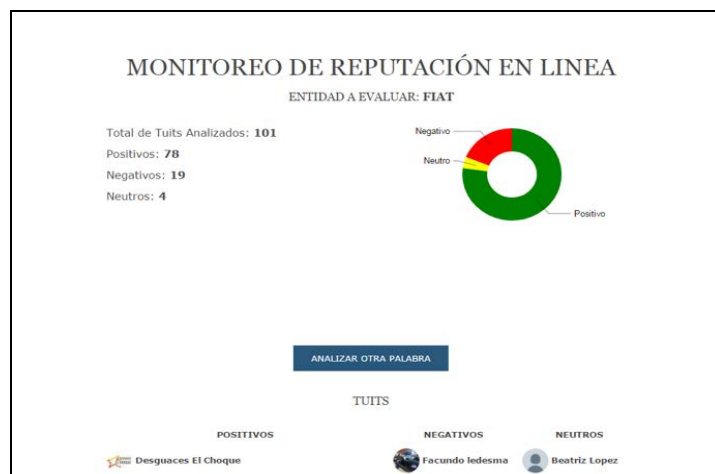 MONITOREO DE REPUTACIÓN EN LINEA
ENTIDAD A EVALUAR: FIAT
Total de Tuits Analizados: 101
Positivos: 78
Negativos: 19
Neutros: 4
Negativo
Neutro
Positivo
ANALIZAR OTRA PALABRA
TUITS
POSITIVOS NEGATIVOS NEUTROS
Desguaces El Choque Facundo ledesma Beatriz Lopez